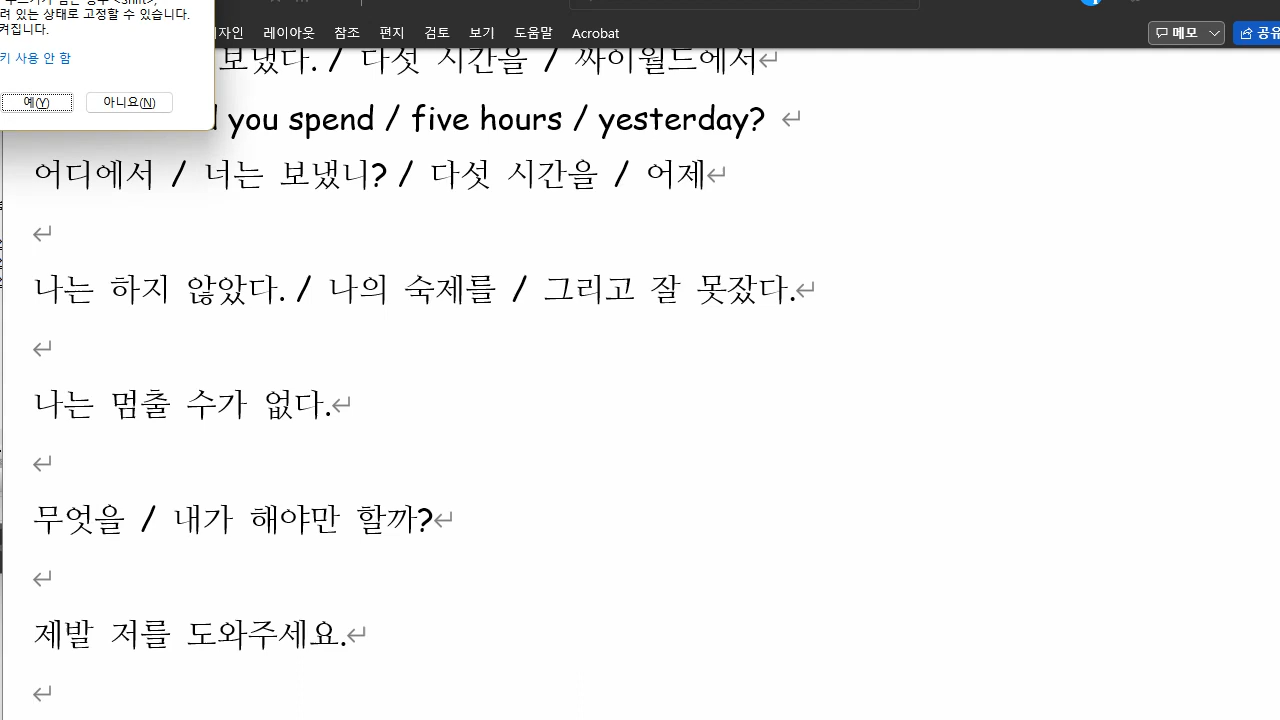 려 있는 상태로 고정할 수 있습니다.
켜집니다.
키 사용 안 함
예(Y) 아니요(N)
레이아웃 참조 편지 검토 보기 도움말 Acrobat
메모 공유
보냈다. / 다섯 시간을 / 싸이월드에서
you spend / five hours / yesterday?
어디에서 / 너는 보냈니? / 다섯 시간을 / 어제
나는 하지 않았다. / 나의 숙제를 / 그리고 잘 못잤다.
나는 멈출 수가 없다.
무엇을 / 내가 해야만 할까?
제발 저를 도와주세요.